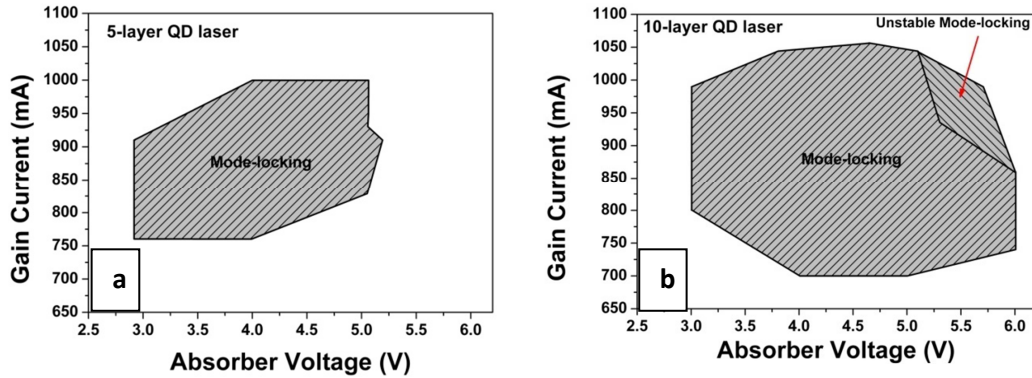 5-layer QD laser
1100
1050
1000
950
900
850
800
750
700
650
Gain Current (mA)
Mode-locking
a
2.5 3.0 3.5 4.0 4.5 5.0 5.5 6.0
Absorber Voltage (V)
10-layer QD laser
Unstable Mode-locking
1100
1050
1000
950
900
850
800
750
700
650
Gain Current (mA)
Mode-locking
b
2.5 3.0 3.5 4.0 4.5 5.0 5.5 6.0
Absorber Voltage (V)